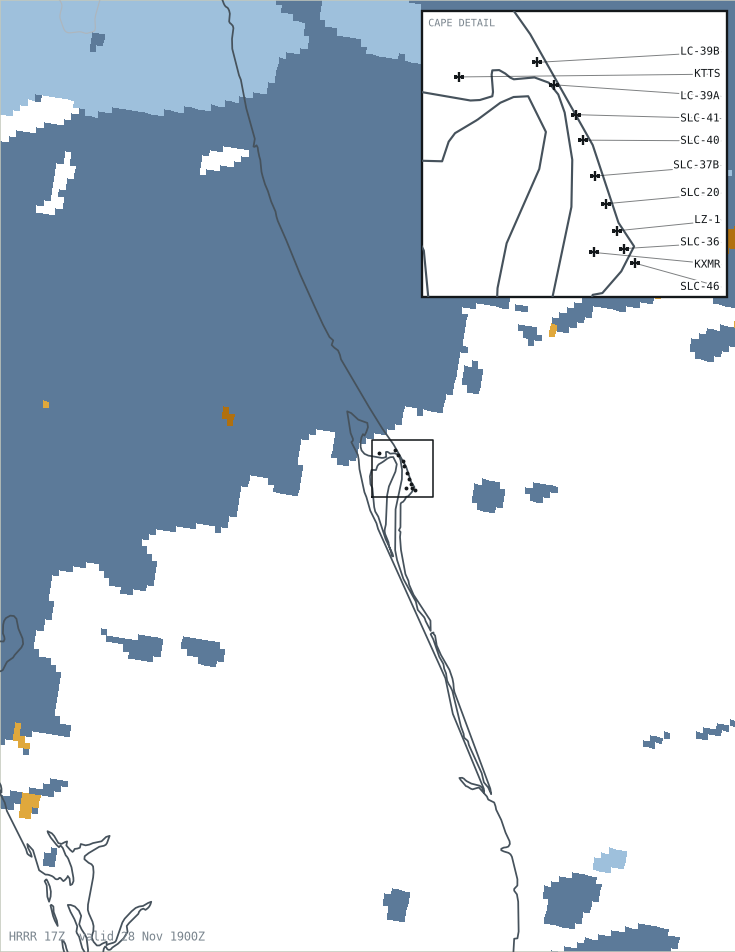 CAPE DETAIL
LC-39B
KTTS
LC-39A
SLC-41
SLC-40
SLC-37B
SLC-20
LZ-1
SLC-36
KXMR
SLC-46
HRRR 17Z  valid 28 Nov 1900Z